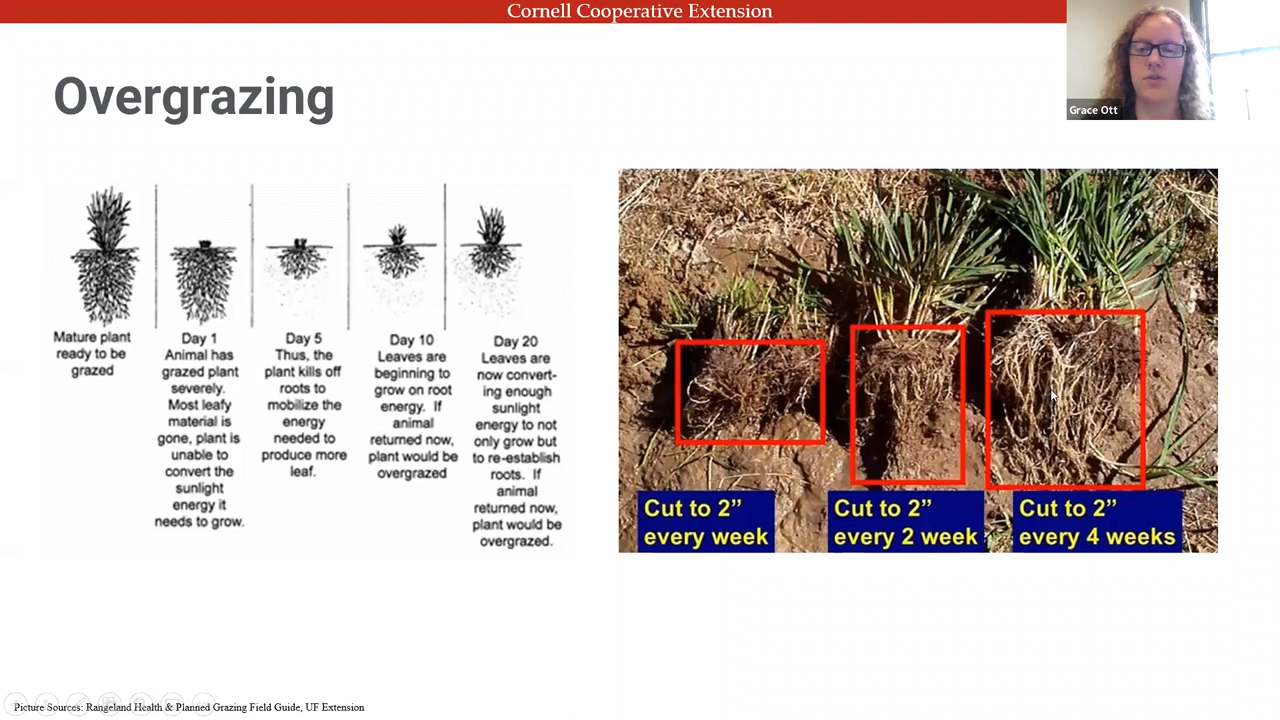 Cornell Cooperative Extension
Grace Ott
Overgrazing
Mature plant
ready to be
grazed
Day 1
Animal has
grazed plant
severely.
Most leafy
material is
gone, plant is
unable to
convert the
sunlight
energy it
needs to grow.
Day 5
Thus, the
plant kills off
roots to
mobilize the
energy
needed to
produce more
leaf.
Day 10
Leaves are
beginning to
grow on root
energy. If
animal
returned now,
plant would be
overgrazed
Day 20
Leaves are
now convert-
ing enough
sunlight
energy to not
only grow but
to re-establish
roots. If
animal
returned now,
plant would be
overgrazed.
Cut to 2”
every week
Cut to 2”
every 2 week
Cut to 2”
every 4 weeks
Picture Sources: Rangeland Health & Planned Grazing Field Guide, UF Extension